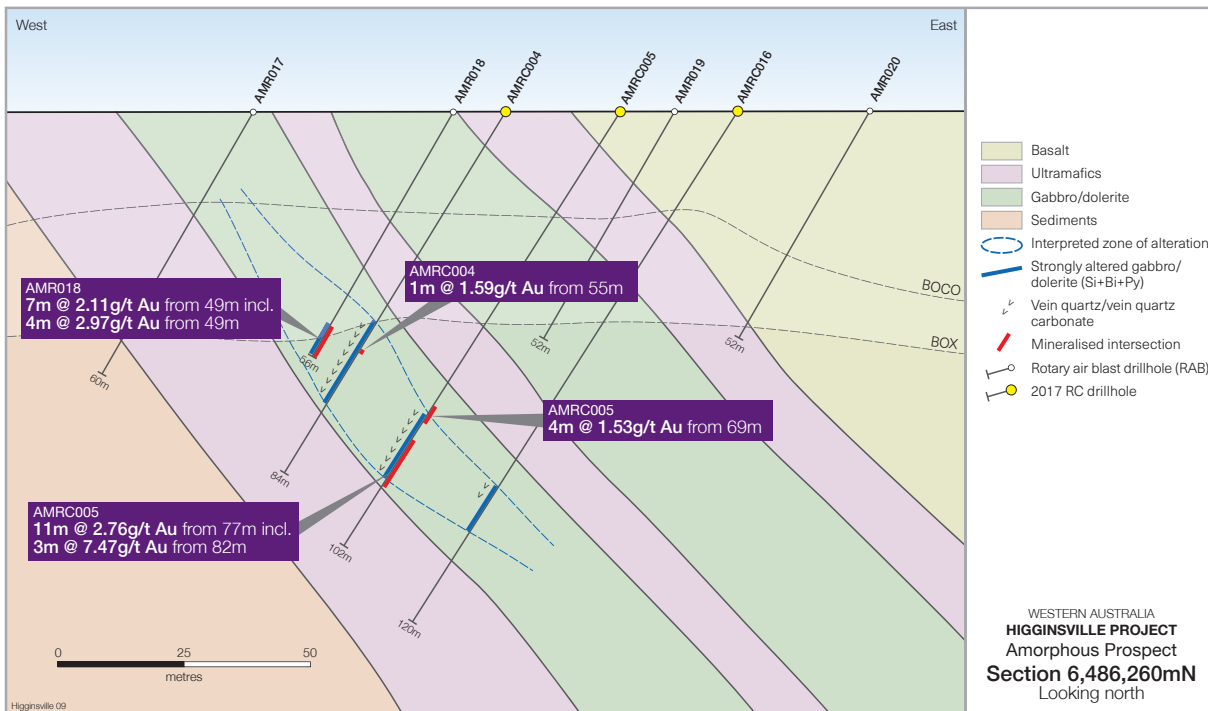 West
East
AMR017
AMR018
AMRC004
AMRC005
AMR019
AMRC016
AMR020
BOCO
BOX
AMR018
7m @ 2.11g/t Au from 49m incl.
4m @ 2.97g/t Au from 49m
AMRC004
1m @ 1.59g/t Au from 55m
AMRC005
4m @ 1.53g/t Au from 69m
AMRC005
11m @ 2.76g/t Au from 77m incl.
3m @ 7.47g/t Au from 82m
60m
56m
84m
102m
52m
120m
52m
0 25 50
metres
Higginsville 09
Basalt
Ultramafics
Gabbro/dolerite
Sediments
Interpreted zone of alteration
Strongly altered gabbro/
dolerite (Si+Bi+Py)
Vein quartz/vein quartz
carbonate
Mineralised intersection
Rotary air blast drillhole (RAB)
2017 RC drillhole
WESTERN AUSTRALIA
HIGGINSVILLE PROJECT
Amorphous Prospect
Section 6,486,260mN
Looking north